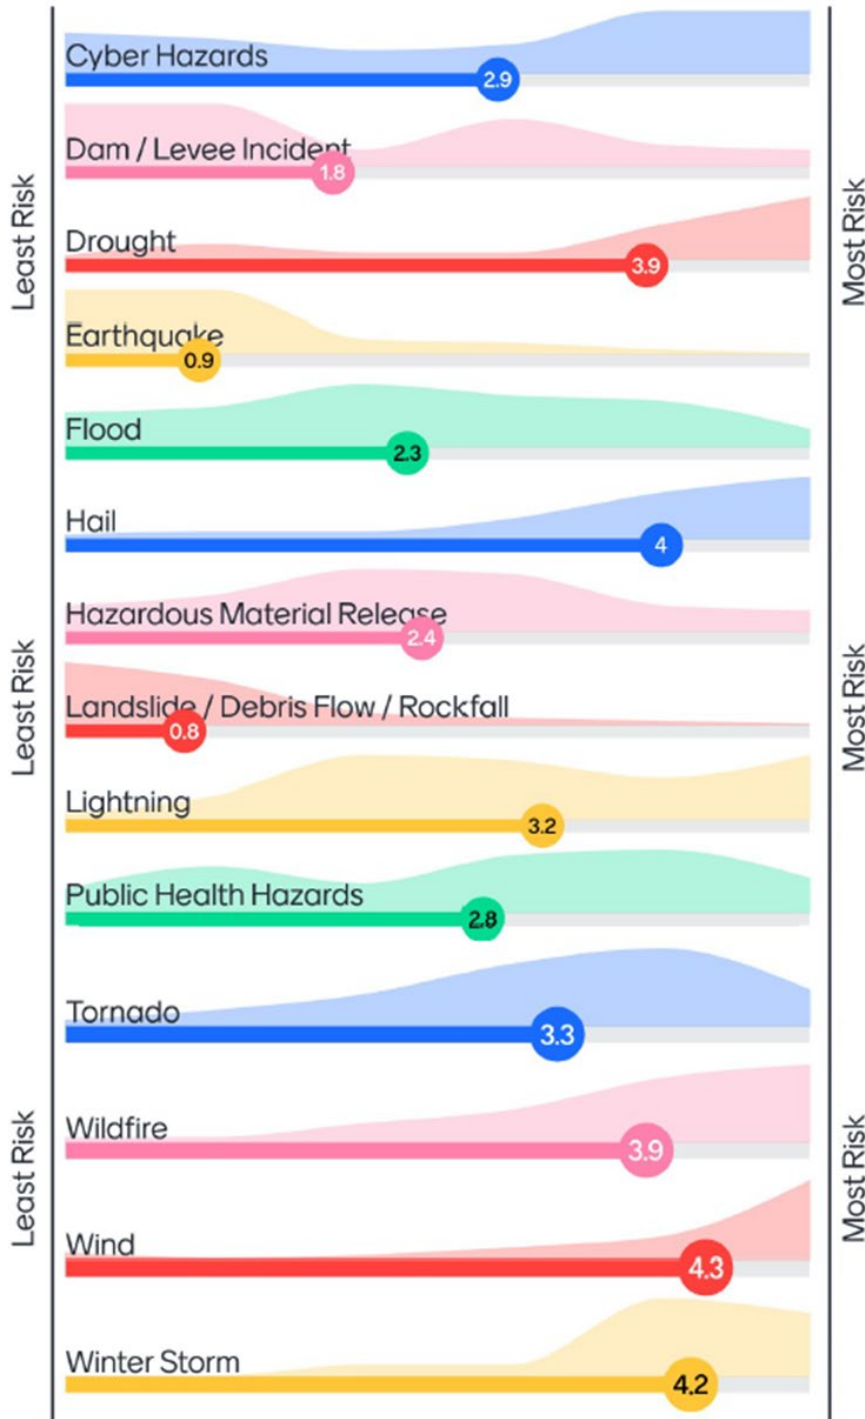 Cyber Hazards
2.9
Dam / Levee Incident
1.8
Least Risk
Most Risk
Drought
3.9
Earthquake
0.9
Flood
2.3
Hail
4
Hazardous Material Release
2.4
Least Risk
Most Risk
Landslide / Debris Flow / Rockfall
0.8
Lightning
3.2
Public Health Hazards
2.8
Tornado
3.3
Wildfire
3.9
Least Risk
Most Risk
Wind
4.3
Winter Storm
4.2